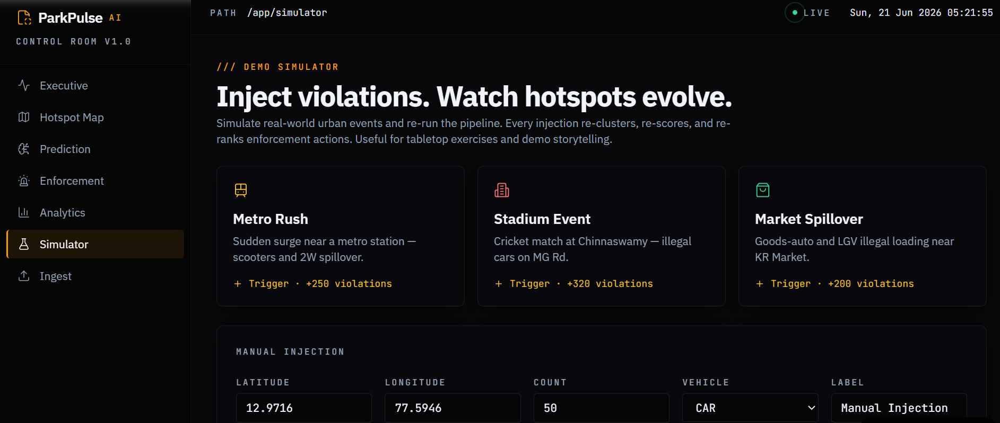 ParkPulse AI
CONTROL ROOM V1.0
Executive
Hotspot Map
Prediction
Enforcement
Analytics
Simulator
Ingest
PATH /app/simulator
LIVE Sun, 21 Jun 2026 05:21:55
/// DEMO SIMULATOR
Inject violations. Watch hotspots evolve.
Simulate real-world urban events and re-run the pipeline. Every injection re-clusters, re-scores, and re-
ranks enforcement actions. Useful for tabletop exercises and demo storytelling.
Metro Rush
Sudden surge near a metro station —
scooters and 2W spillover.
+ Trigger · +250 violations
Stadium Event
Cricket match at Chinnaswamy — illegal
cars on MG Rd.
+ Trigger · +320 violations
Market Spillover
Goods-auto and LGV illegal loading near
KR Market.
+ Trigger · +200 violations
MANUAL INJECTION
LATITUDE LONGITUDE COUNT VEHICLE LABEL
12.9716 77.5946 50 CAR Manual Injection